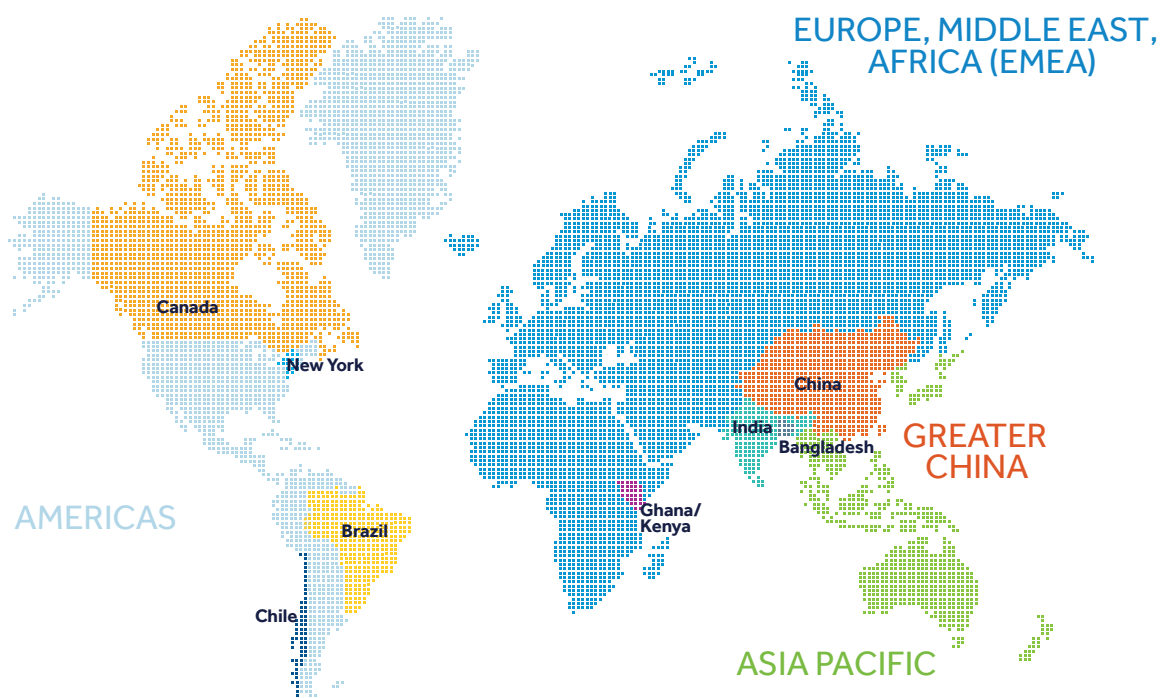 EUROPE, MIDDLE EAST,
AFRICA (EMEA)
Canada
New York
China
India
Bangladesh
GREATER
CHINA
AMERICAS
Brazil
Ghana/
Kenya
Chile
ASIA PACIFIC